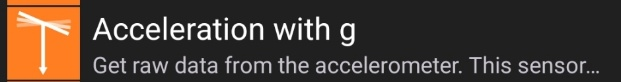 Acceleration with g
Get raw data from the accelerometer. This sensor...